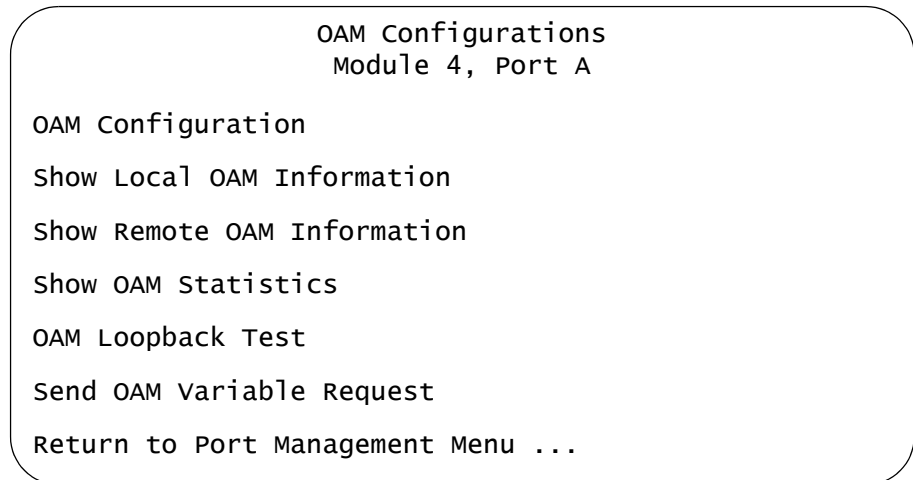 OAM Configurations
Module 4, Port A
OAM Configuration
Show Local OAM Information
Show Remote OAM Information
Show OAM Statistics
OAM Loopback Test
Send OAM Variable Request
Return to Port Management Menu ...